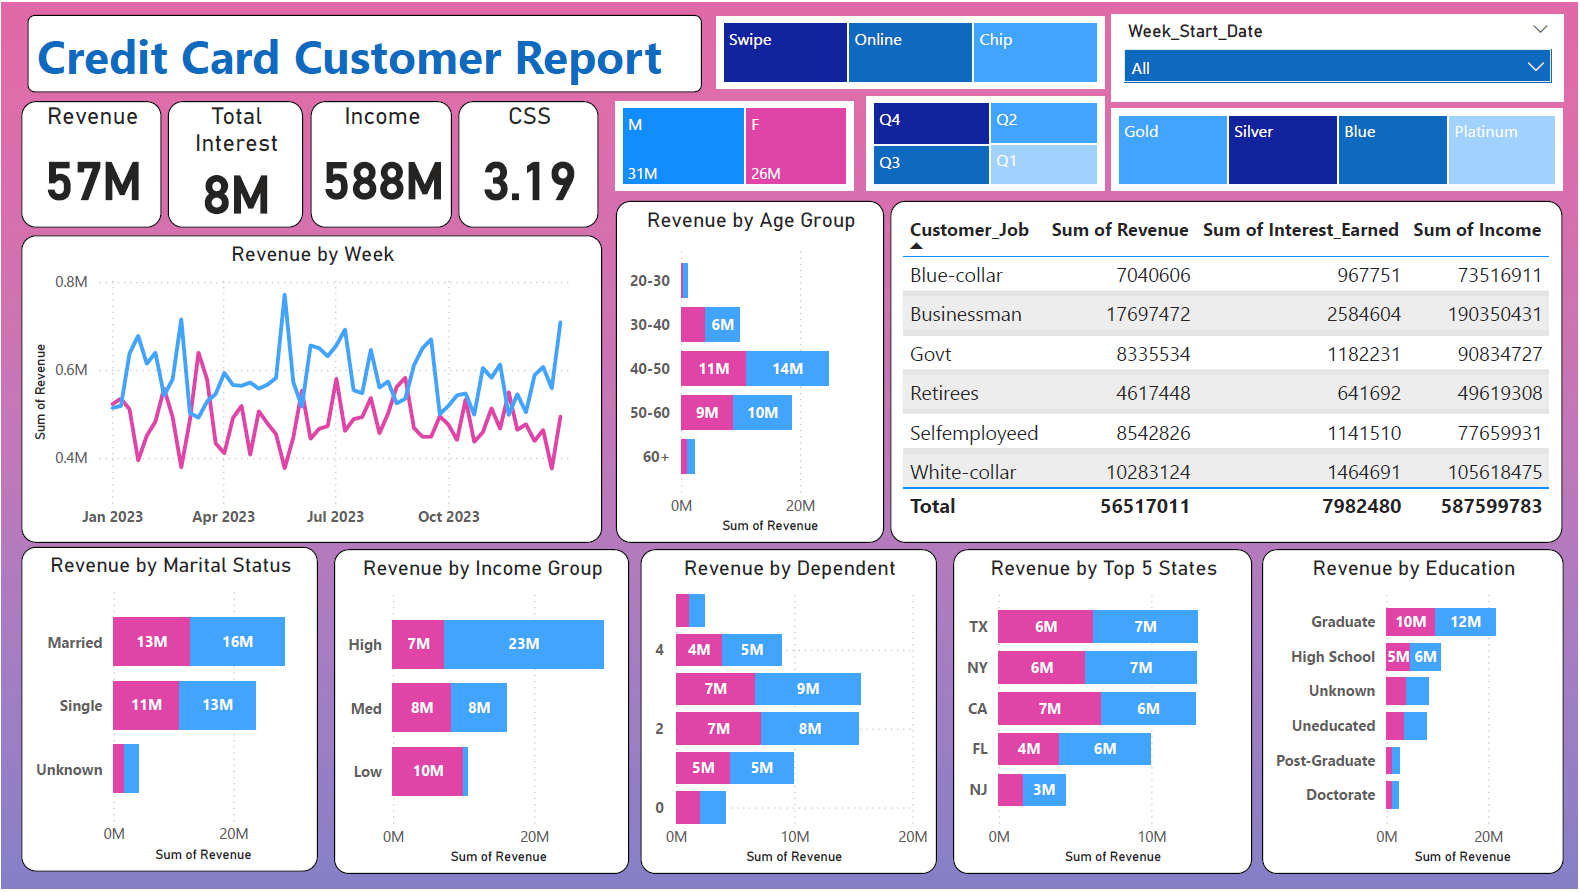 Credit Card Customer Report
Swipe
Online
Chip
Week_Start_Date
All
Revenue
57M
Total
Interest
8M
Income
588M
CSS
3.19
M
31M
F
26M
Q4
Q2
Q3
Q1
Gold
Silver
Blue
Platinum
Revenue by Week
0.8M
0.6M
0.4M
Sum of Revenue
Jan 2023 Apr 2023 Jul 2023 Oct 2023
Revenue by Age Group
20-30
30-40 6M
40-50 11M 14M
50-60 9M 10M
60+
0M 20M
Sum of Revenue
Customer_Job Sum of Revenue Sum of Interest_Earned Sum of Income
Blue-collar 7040606 967751 73516911
Businessman 17697472 2584604 190350431
Govt 8335534 1182231 90834727
Retirees 4617448 641692 49619308
Selfemployeed 8542826 1141510 77659931
White-collar 10283124 1464691 105618475
Total 56517011 7982480 587599783
Revenue by Marital Status
Married 13M 16M
Single 11M 13M
Unknown
0M 20M
Sum of Revenue
Revenue by Income Group
High 7M 23M
Med 8M 8M
Low 10M
0M 20M
Sum of Revenue
Revenue by Dependent
4 4M 5M
7M 9M
2 7M 8M
5M 5M
0
0M 10M 20M
Sum of Revenue
Revenue by Top 5 States
TX 6M 7M
NY 6M 7M
CA 7M 6M
FL 4M 6M
NJ 3M
0M 10M
Sum of Revenue
Revenue by Education
Graduate 10M 12M
High School 5M 6M
Unknown
Uneducated
Post-Graduate
Doctorate
0M 20M
Sum of Revenue